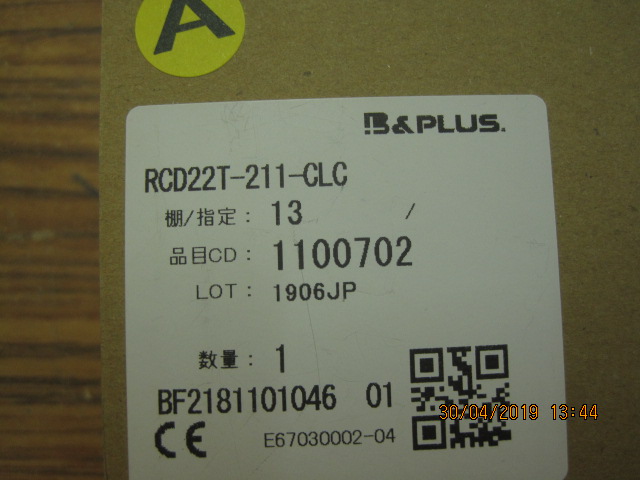 A
B&PLUS.
RCD22T-211-CLC
棚/指定: 13 /
品目CD: 1100702
LOT: 1906JP
数量: 1
BF2181101046 01
30/04/2019 13:44
CE E67030002-04